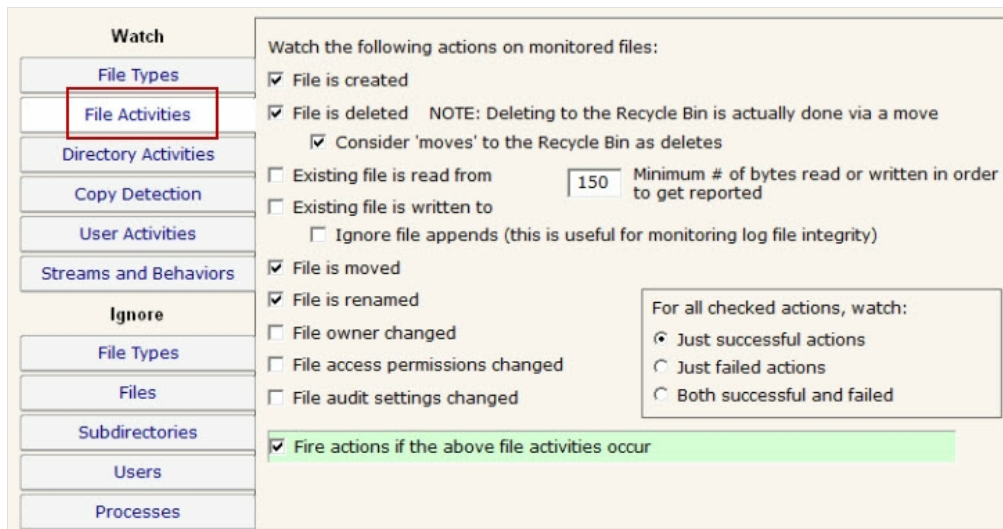 Watch
File Types
File Activities
Directory Activities
Copy Detection
User Activities
Streams and Behaviors
Ignore
File Types
Files
Subdirectories
Users
Processes
Watch the following actions on monitored files:
File is created
File is deleted NOTE: Deleting to the Recycle Bin is actually done via a move
Consider 'moves' to the Recycle Bin as deletes
Existing file is read from
150 Minimum # of bytes read or written in order
to get reported
Existing file is written to
Ignore file appends (this is useful for monitoring log file integrity)
File is moved
File is renamed
File owner changed
File access permissions changed
File audit settings changed
For all checked actions, watch:
Just successful actions
Just failed actions
Both successful and failed
Fire actions if the above file activities occur